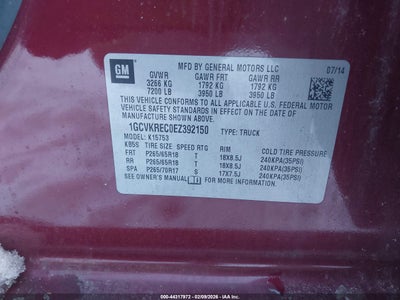 GM
MFD BY GENERAL MOTORS LLC
07/14
GVWR GAWR FRT GAWR RR
3266 KG 1792 KG 1792 KG
7200 LB 3950 LB 3950 LB
THIS VEHICLE CONFORMS TO ALL APPLICABLE U.S. FEDERAL MOTOR
VEHICLE SAFETY STANDARDS IN EFFECT ON THE DATE OF
MANUFACTURE SHOWN ABOVE.
1GCVKREC0EZ392150 TYPE: TRUCK
MODEL: K15753
KB5S TIRE SIZE SPEED RTG RIM COLD TIRE PRESSURE
FRT P265/65R18 T 18X8.5J 240KPA(35PSI)
RR P265/65R18 T 18X8.5J 240KPA(35PSI)
SPA P265/70R17 S 17X7.5J 240KPA(35PSI)
SEE OWNER'S MANUAL FOR ADDITIONAL INFORMATION.
000-44317972 - 02/09/2026 - IAA Inc.